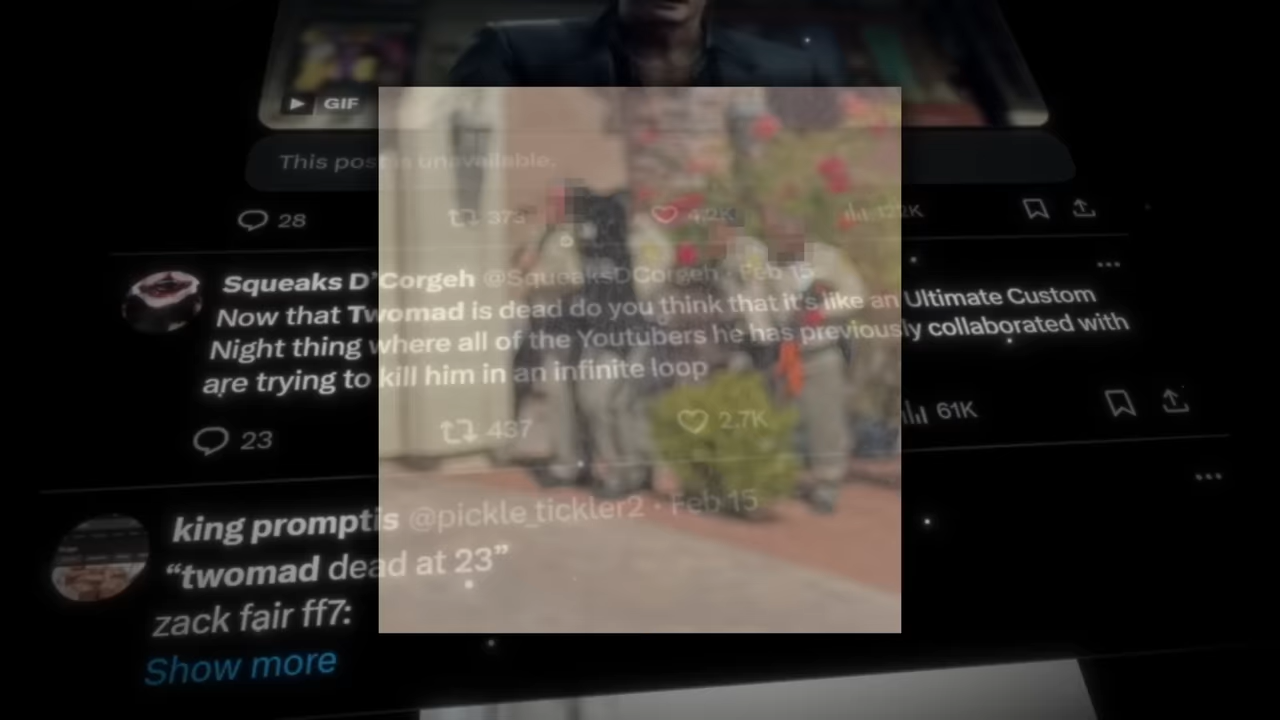 GIF
This post is unavailable.
28 373 4.2K 122K
Squeaks D'Corgeh @SqueaksDCorgeh · Feb 15
Now that Twomad is dead do you think that it's like an Ultimate Custom
Night thing where all of the Youtubers he has previously collaborated with
are trying to kill him in an infinite loop
23 437 2.7K 61K
king promptis @pickle_tickler2 · Feb 15
“twomad dead at 23”
zack fair ff7:
Show more